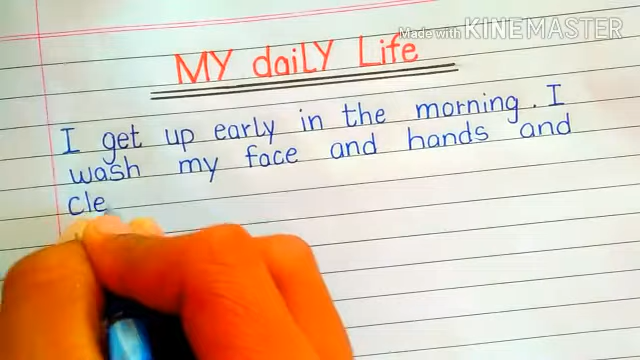 Made with KINEMASTER
MY daiLY Life
I get up early in the morning. I
wash my face and hands and
Cle